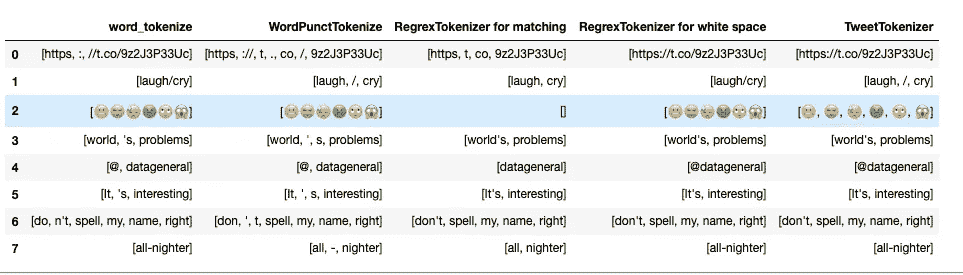 word_tokenize WordPunctTokenize RegrexTokenizer for matching RegrexTokenizer for white space TweetTokenizer
0 [https, :, //t.co/9z2J3P33Uc] [https, ://, t, ., co, /, 9z2J3P33Uc] [https, t, co, 9z2J3P33Uc] [https://t.co/9z2J3P33Uc] [https://t.co/9z2J3P33Uc]
1 [laugh/cry] [laugh, /, cry] [laugh, cry] [laugh/cry] [laugh, /, cry]
2 [😬😔😒😩🙄😱] [😬😔😒😩🙄😱] [] [😬😔😒😩🙄😱] [😬, 😔, 😒, 😩, 🙄, 😱]
3 [world, 's, problems] [world, ', s, problems] [world's, problems] [world's, problems] [world's, problems]
4 [@, datageneral] [@, datageneral] [datageneral] [@datageneral] [@datageneral]
5 [It, 's, interesting] [It, ', s, interesting] [It's, interesting] [It's, interesting] [It's, interesting]
6 [do, n't, spell, my, name, right] [don, ', t, spell, my, name, right] [don't, spell, my, name, right] [don't, spell, my, name, right] [don't, spell, my, name, right]
7 [all-nighter] [all, -, nighter] [all, nighter] [all-nighter] [all-nighter]